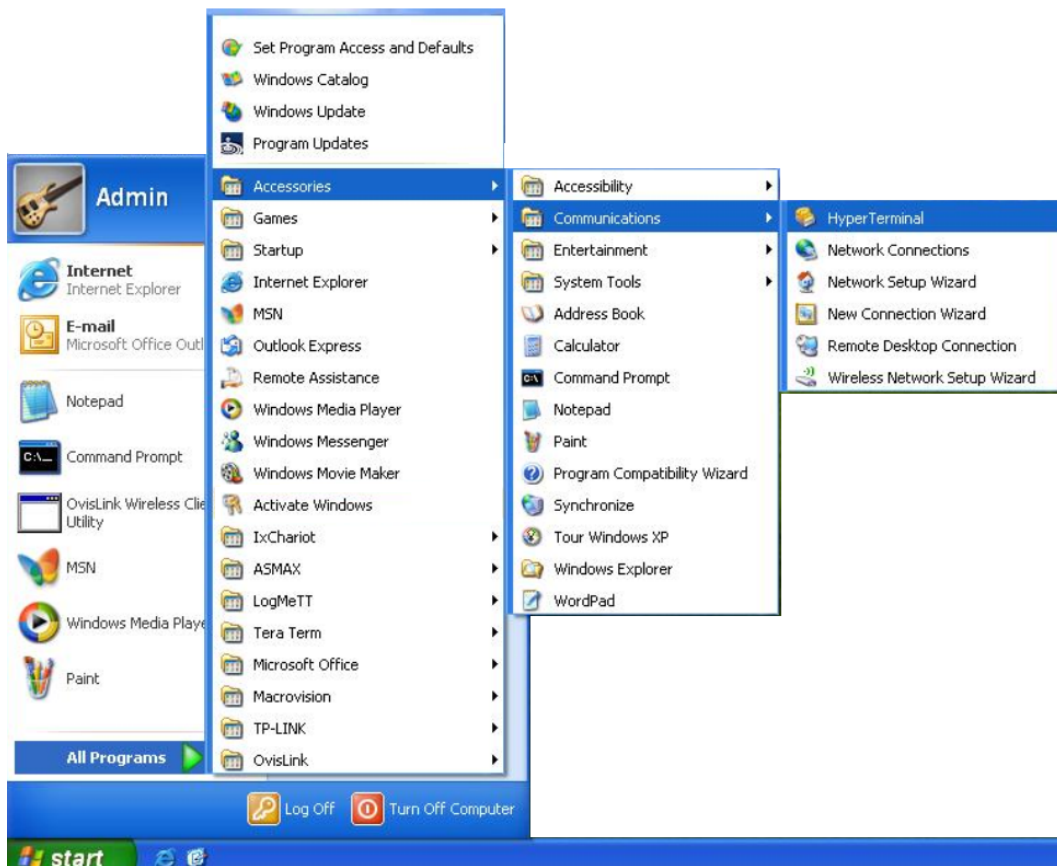 Admin
Internet
Internet Explorer
E-mail
Microsoft Office Outl
Notepad
C:\_
Command Prompt
OvisLink Wireless Clie
Utility
MSN
Windows Media Playe
Paint
All Programs
Set Program Access and Defaults
Windows Catalog
Windows Update
Program Updates
Accessories
Games
Startup
Internet Explorer
MSN
Outlook Express
Remote Assistance
Windows Media Player
Windows Messenger
Windows Movie Maker
Activate Windows
IxChariot
ASMAX
LogMeTT
Tera Term
Microsoft Office
Macrovision
TP-LINK
OvisLink
Accessibility
Communications
Entertainment
System Tools
Address Book
Calculator
Command Prompt
Notepad
Paint
Program Compatibility Wizard
Synchronize
Tour Windows XP
Windows Explorer
WordPad
HyperTerminal
Network Connections
Network Setup Wizard
New Connection Wizard
Remote Desktop Connection
Wireless Network Setup Wizard
Log Off
Turn Off Computer
start